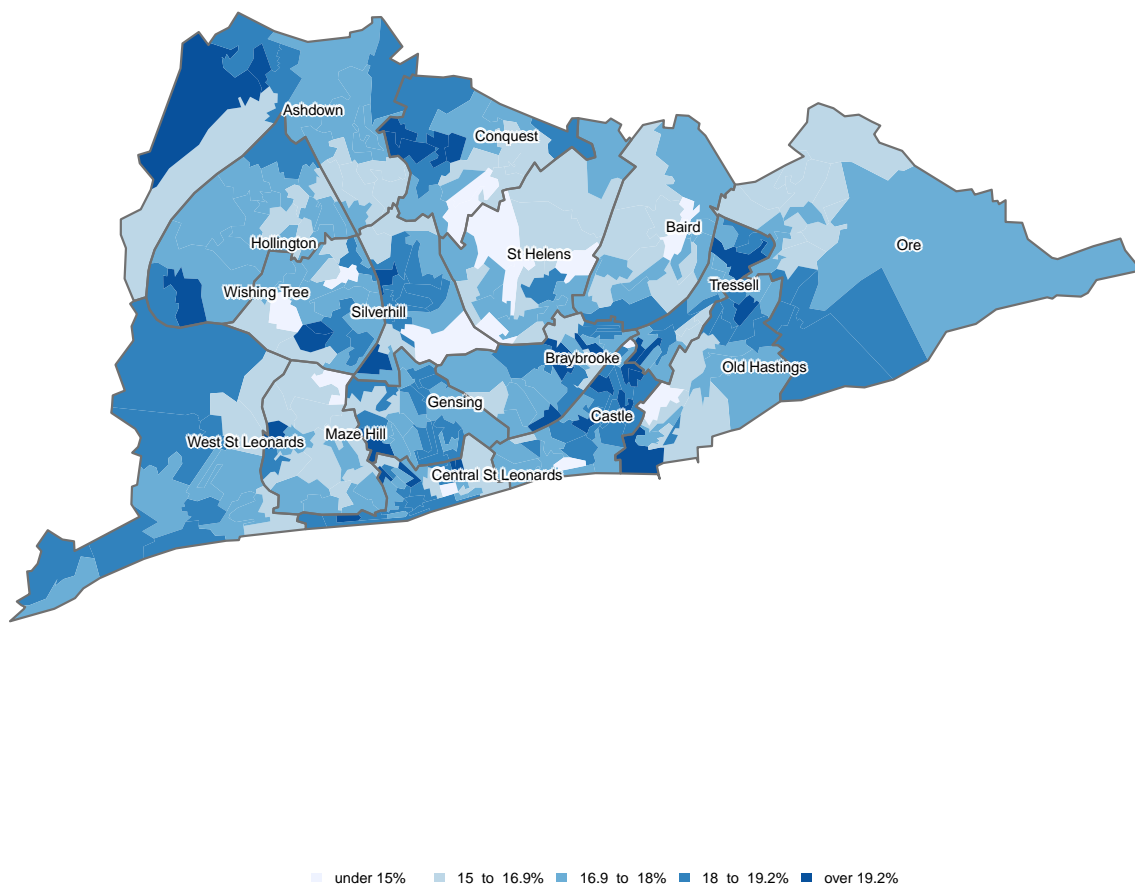 Ashdown
Conquest
Baird
Hollington
St Helens
Ore
Wishing Tree
Tressell
Silverhill
Braybrooke
Old Hastings
Gensing
Castle
Maze Hill
West St Leonards
Central St Leonards
under 15% 15 to 16.9% 16.9 to 18% 18 to 19.2% over 19.2%